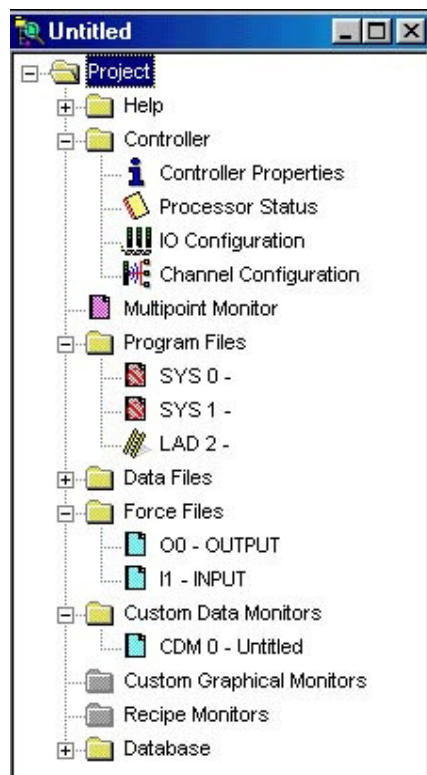 Untitled
Project
Help
Controller
Controller Properties
Processor Status
IO Configuration
Channel Configuration
Multipoint Monitor
Program Files
SYS 0 -
SYS 1 -
LAD 2 -
Data Files
Force Files
O0 - OUTPUT
I1 - INPUT
Custom Data Monitors
CDM 0 - Untitled
Custom Graphical Monitors
Recipe Monitors
Database